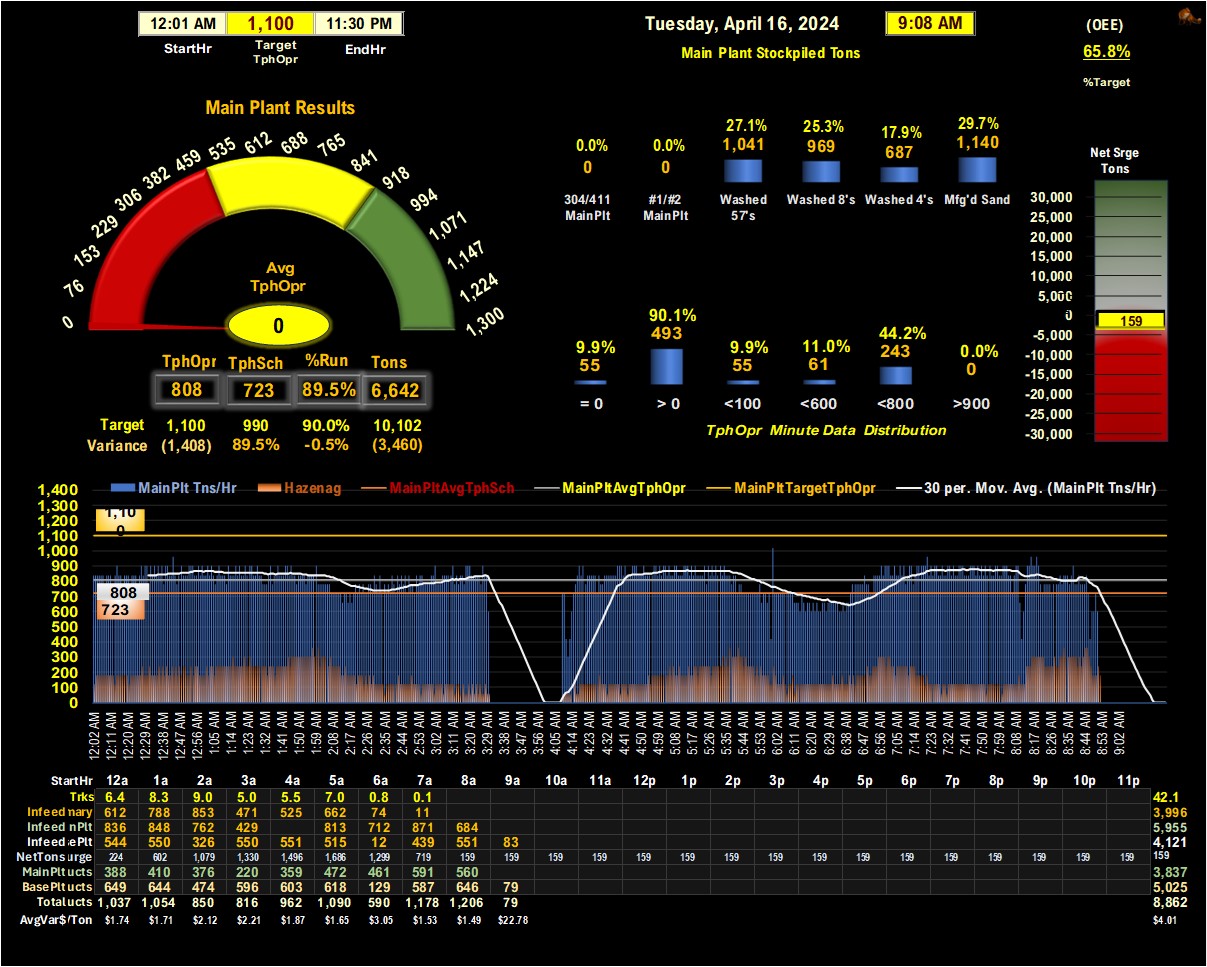 12:01 AM 1,100 11:30 PM
StartHr Target TphOpr EndHr
Tuesday, April 16, 2024 9:08 AM
Main Plant Stockpiled Tons
(OEE)
65.8%
%Target
Main Plant Results
0 76 153 229 306 382 459 535 612 688 765 841 918 994 1,071 1,147 1,224 1,300
Avg
TphOpr
0
TphOpr TphSch %Run Tons
808 723 89.5% 6,642
Target 1,100 990 90.0% 10,102
Variance (1,408) 89.5% -0.5% (3,460)
0.0% 0.0% 27.1% 25.3% 17.9% 29.7%
0 0 1,041 969 687 1,140
304/411 #1/#2 Washed Washed 8's Washed 4's Mfg'd Sand
MainPlt MainPlt 57's
9.9% 90.1% 9.9% 11.0% 44.2% 0.0%
55 493 55 61 243 0
= 0 > 0 <100 <600 <800 >900
TphOpr Minute Data Distribution
Net Srge
Tons
30,000
25,000
20,000
15,000
10,000
5,000
0
159
-5,000
-10,000
-15,000
-20,000
-25,000
-30,000
MainPlt Tns/Hr Hazenag MainPltAvgTphSch MainPltAvgTphOpr MainPltTargetTphOpr 30 per. Mov. Avg. (MainPlt Tns/Hr)
1,400
1,300
1,100
1,000
900
800
700
600
500
400
300
200
100
0
1,10
0
808
723
12:02 AM 12:11 AM 12:20 AM 12:29 AM 12:38 AM 12:47 AM 12:56 AM 1:05 AM 1:14 AM 1:23 AM 1:32 AM 1:41 AM 1:50 AM 1:59 AM 2:08 AM 2:17 AM 2:26 AM 2:35 AM 2:44 AM 2:53 AM 3:02 AM 3:11 AM 3:20 AM 3:29 AM 3:38 AM 3:47 AM 3:56 AM 4:05 AM 4:14 AM 4:23 AM 4:32 AM 4:41 AM 4:50 AM 4:59 AM 5:08 AM 5:17 AM 5:26 AM 5:35 AM 5:44 AM 5:53 AM 6:02 AM 6:11 AM 6:20 AM 6:29 AM 6:38 AM 6:47 AM 6:56 AM 7:05 AM 7:14 AM 7:23 AM 7:32 AM 7:41 AM 7:50 AM 7:59 AM 8:08 AM 8:17 AM 8:26 AM 8:35 AM 8:44 AM 8:53 AM 9:02 AM
StartHr 12a 1a 2a 3a 4a 5a 6a 7a 8a 9a 10a 11a 12p 1p 2p 3p 4p 5p 6p 7p 8p 9p 10p 11p
Trks 6.4 8.3 9.0 5.0 5.5 7.0 0.8 0.1 42.1
Infeed mary 612 788 853 471 525 662 74 11 3,996
Infeed nPlt 836 848 762 429 813 712 871 684 5,955
Infeed ePlt 544 550 326 550 551 515 12 439 551 83 4,121
NetTons urge 224 602 1,079 1,330 1,496 1,686 1,299 719 159 159 159 159 159 159 159 159 159 159 159 159 159 159 159 159 159
MainPlt ucts 388 410 376 220 359 472 461 591 560 3,837
BasePlt ucts 649 644 474 596 603 618 129 587 646 79 5,025
Total ucts 1,037 1,054 850 816 962 1,090 590 1,178 1,206 79 8,862
AvgVar$/Ton $1.74 $1.71 $2.12 $2.21 $1.87 $1.65 $3.05 $1.53 $1.49 $22.78 $4.01